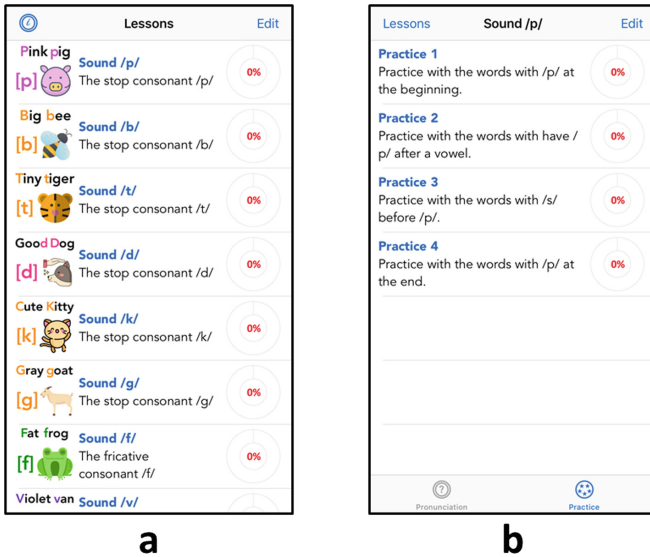 Lessons
Edit
Pink pig
[p]
Sound /p/
The stop consonant /p/
0%
Big bee
[b]
Sound /b/
The stop consonant /b/
0%
Tiny tiger
[t]
Sound /t/
The stop consonant /t/
0%
Good Dog
[d]
Sound /d/
The stop consonant /d/
0%
Cute Kitty
[k]
Sound /k/
The stop consonant /k/
0%
Gray goat
[g]
Sound /g/
The stop consonant /g/
0%
Fat frog
[f]
Sound /f/
The fricative
consonant /f/
0%
Violet van
Sound /v/
a
Lessons
Sound /p/
Edit
Practice 1
Practice with the words with /p/ at
the beginning.
0%
Practice 2
Practice with the words with have /
p/ after a vowel.
0%
Practice 3
Practice with the words with /s/
before /p/.
0%
Practice 4
Practice with the words with /p/ at
the end.
0%
Pronunciation
Practice
b